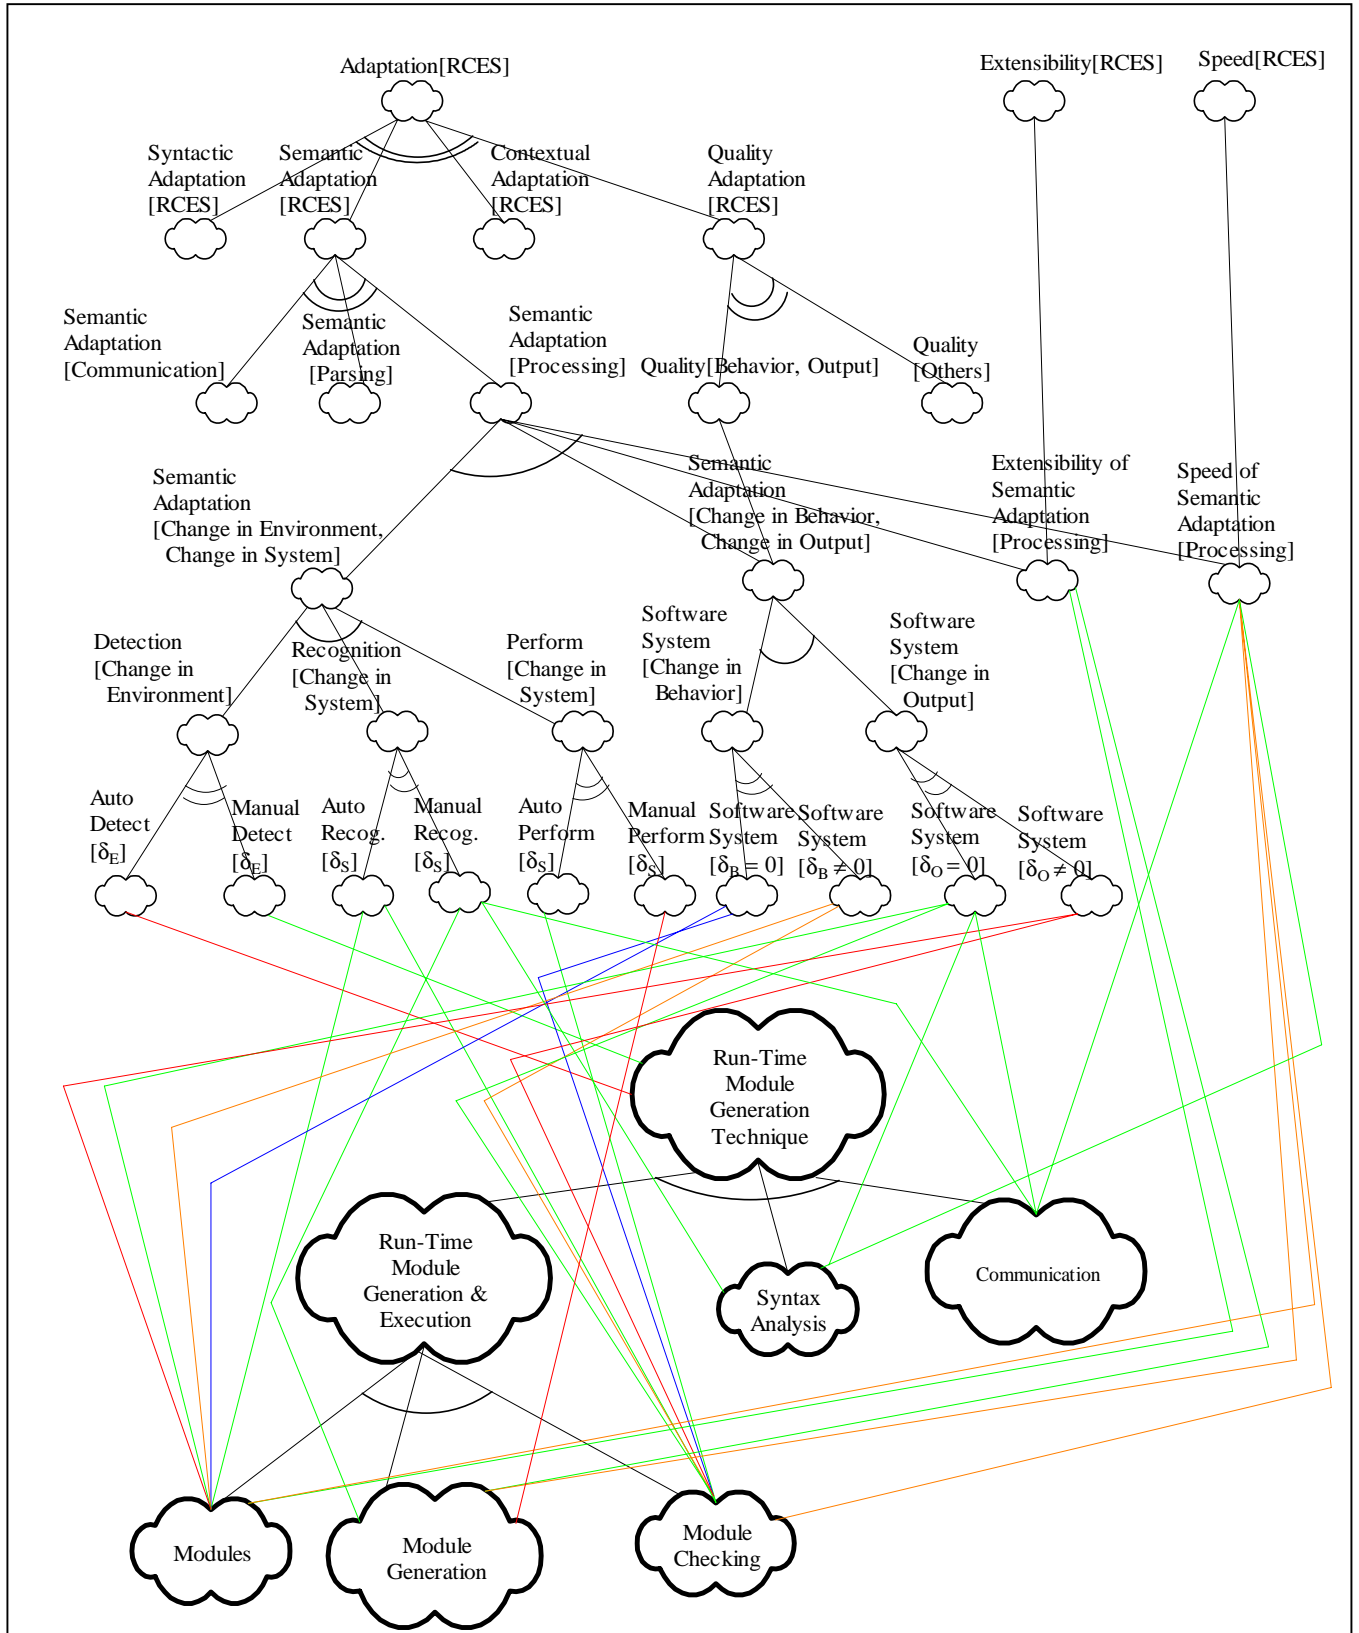 Adaptation[RCES]
Extensibility[RCES]
Speed[RCES]
Syntactic
Adaptation
[RCES]
Semantic
Adaptation
[RCES]
Contextual
Adaptation
[RCES]
Quality
Adaptation
[RCES]
Semantic
Adaptation
[Communication]
Semantic
Adaptation
[Parsing]
Semantic
Adaptation
[Processing]
Quality[Behavior, Output]
Quality
[Others]
Semantic
Adaptation
[Change in Environment,
Change in System]
Semantic
Adaptation
[Change in Behavior,
Change in Output]
Extensibility of
Semantic
Adaptation
[Processing]
Speed of
Semantic
Adaptation
[Processing]
Detection
[Change in
Environment]
Recognition
[Change in
System]
Perform
[Change in
System]
Software
System
[Change in
Behavior]
Software
System
[Change in
Output]
Auto
Detect
[δE]
Manual
Detect
[δE]
Auto
Recog.
[δS]
Manual
Recog.
[δS]
Auto
Perform
[δS]
Manual
Perform
[δS]
Software
System
[δB = 0]
Software
System
[δB ≠ 0]
Software
System
[δO = 0]
Software
System
[δO ≠ 0]
Run-Time
Module
Generation
Technique
Run-Time
Module
Generation &
Execution
Syntax
Analysis
Communication
Modules
Module
Generation
Module
Checking